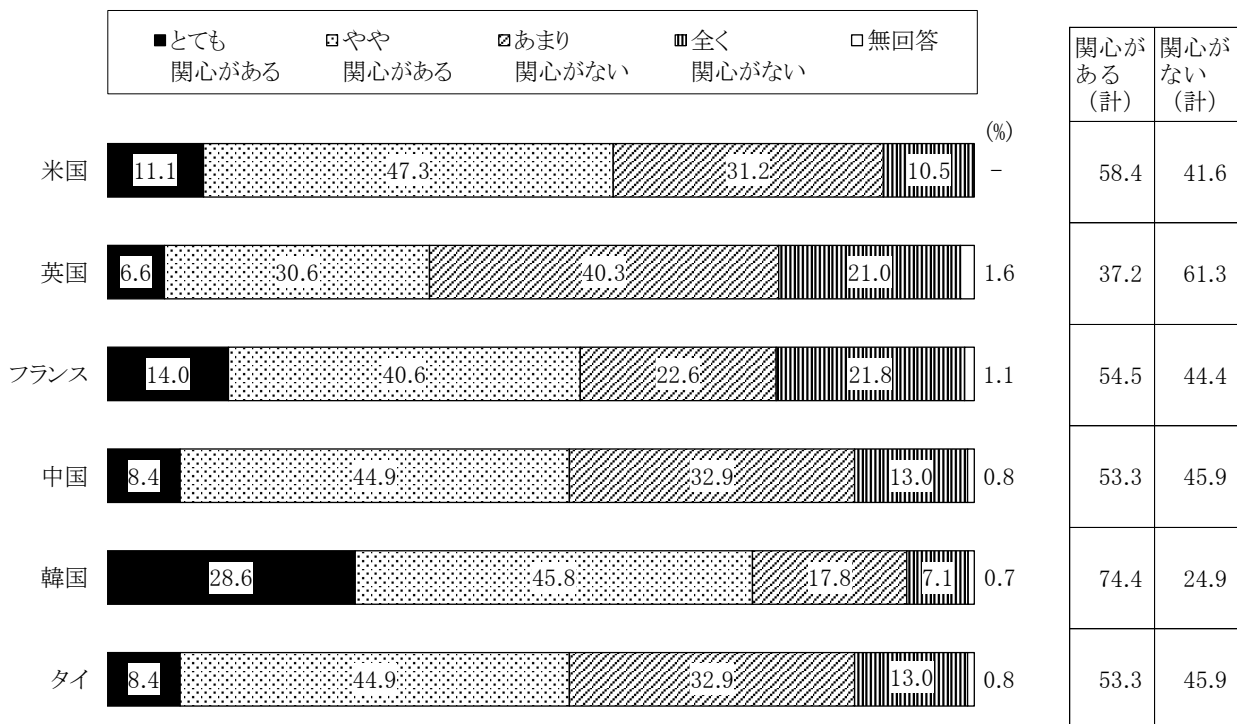 ■とても 関心がある
□やや 関心がある
□あまり 関心がない
□全く 関心がない
□無回答
関心がある（計） 関心がない（計）
(%)
米国 11.1 47.3 31.2 10.5 － 58.4 41.6
英国 6.6 30.6 40.3 21.0 1.6 37.2 61.3
フランス 14.0 40.6 22.6 21.8 1.1 54.5 44.4
中国 8.4 44.9 32.9 13.0 0.8 53.3 45.9
韓国 28.6 45.8 17.8 7.1 0.7 74.4 24.9
タイ 8.4 44.9 32.9 13.0 0.8 53.3 45.9